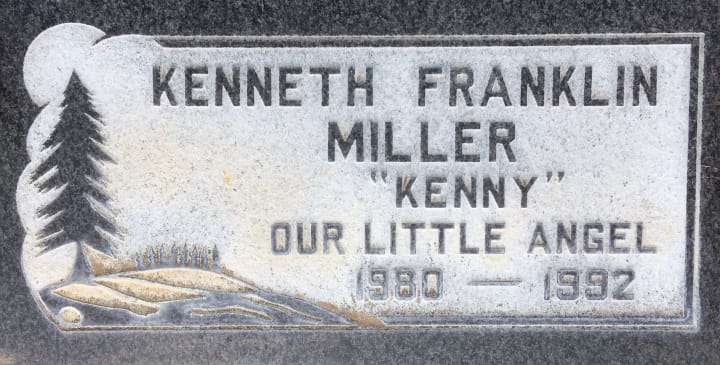 KENNETH FRANKLIN
MILLER
"KENNY"
OUR LITTLE ANGEL
1980 — 1992